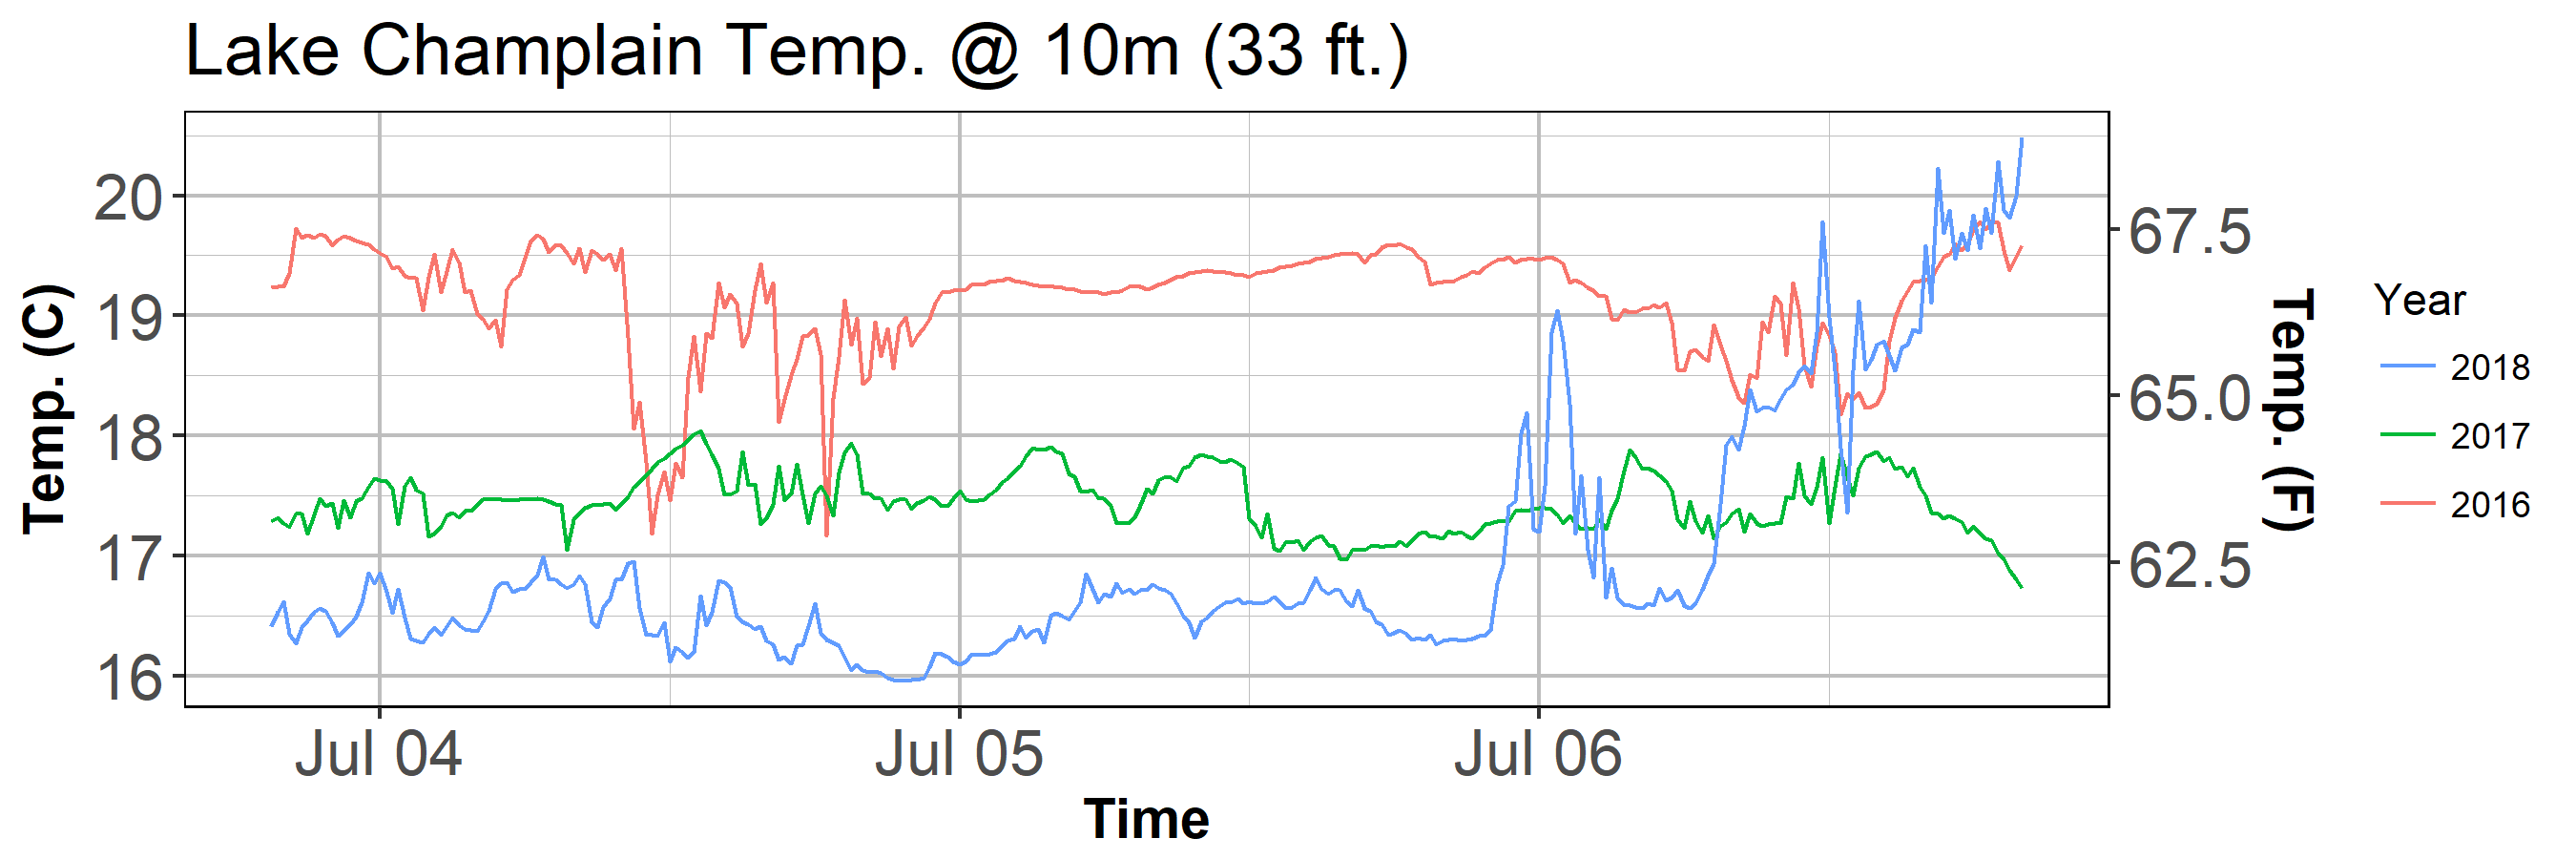 Lake Champlain Temp. @ 10m (33 ft.)
Temp. (C)
20
19
18
17
16
67.5
65.0
62.5
Temp. (F)
Jul 04
Jul 05
Jul 06
Time
Year
2018
2017
2016